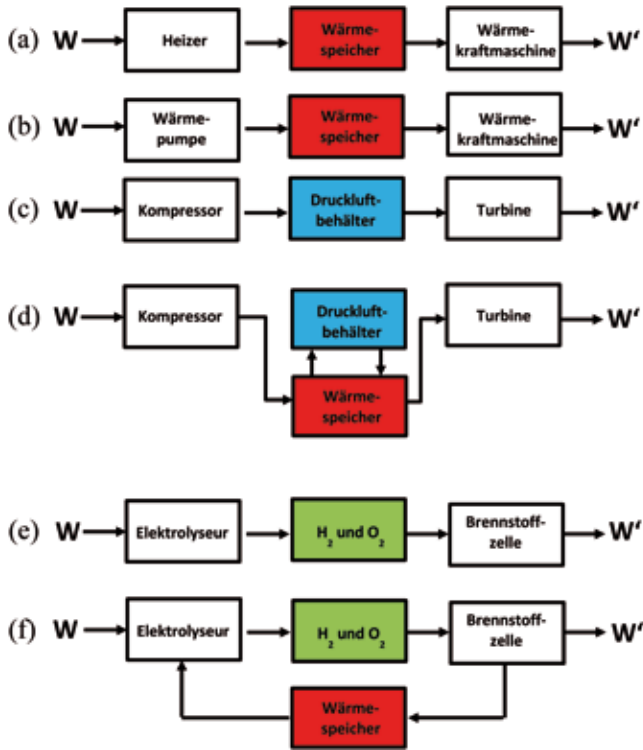 (a) W Heizer Wärme-
speicher Wärme-
kraftmaschine W'
(b) W Wärme-
pumpe Wärme-
speicher Wärme-
kraftmaschine W'
(c) W Kompressor Druckluft-
behälter Turbine W'
(d) W Kompressor Druckluft-
behälter Turbine W'
Wärme-
speicher
(e) W Elektrolyseur H₂ und O₂ Brennstoff-
zelle W'
(f) W Elektrolyseur H₂ und O₂ Brennstoff-
zelle W'
Wärme-
speicher